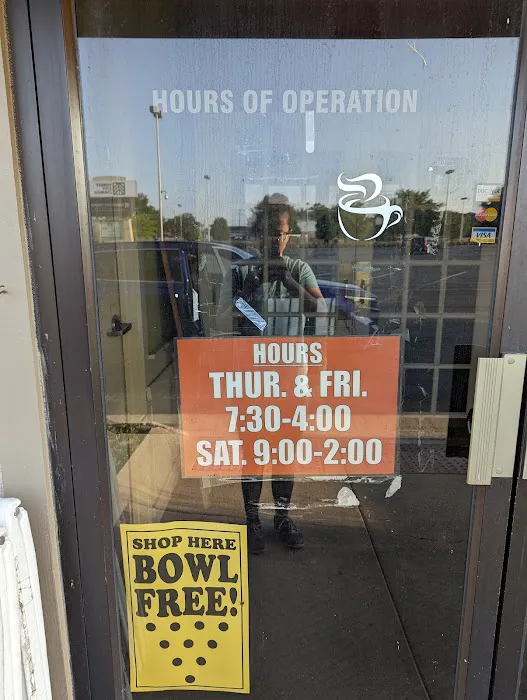 HOURS OF OPERATION
VISA
HOURS
THUR. & FRI.
7:30-4:00
SAT. 9:00-2:00
SHOP HERE
BOWL
FREE!